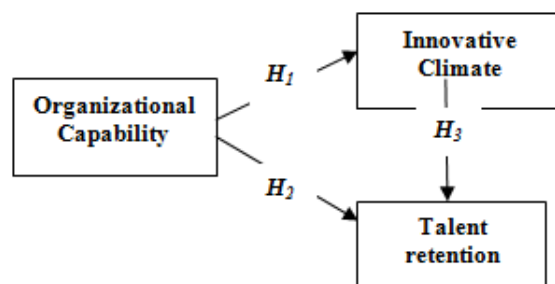 Innovative
Climate
H1
Organizational
Capability
H3
H2
Talent
retention